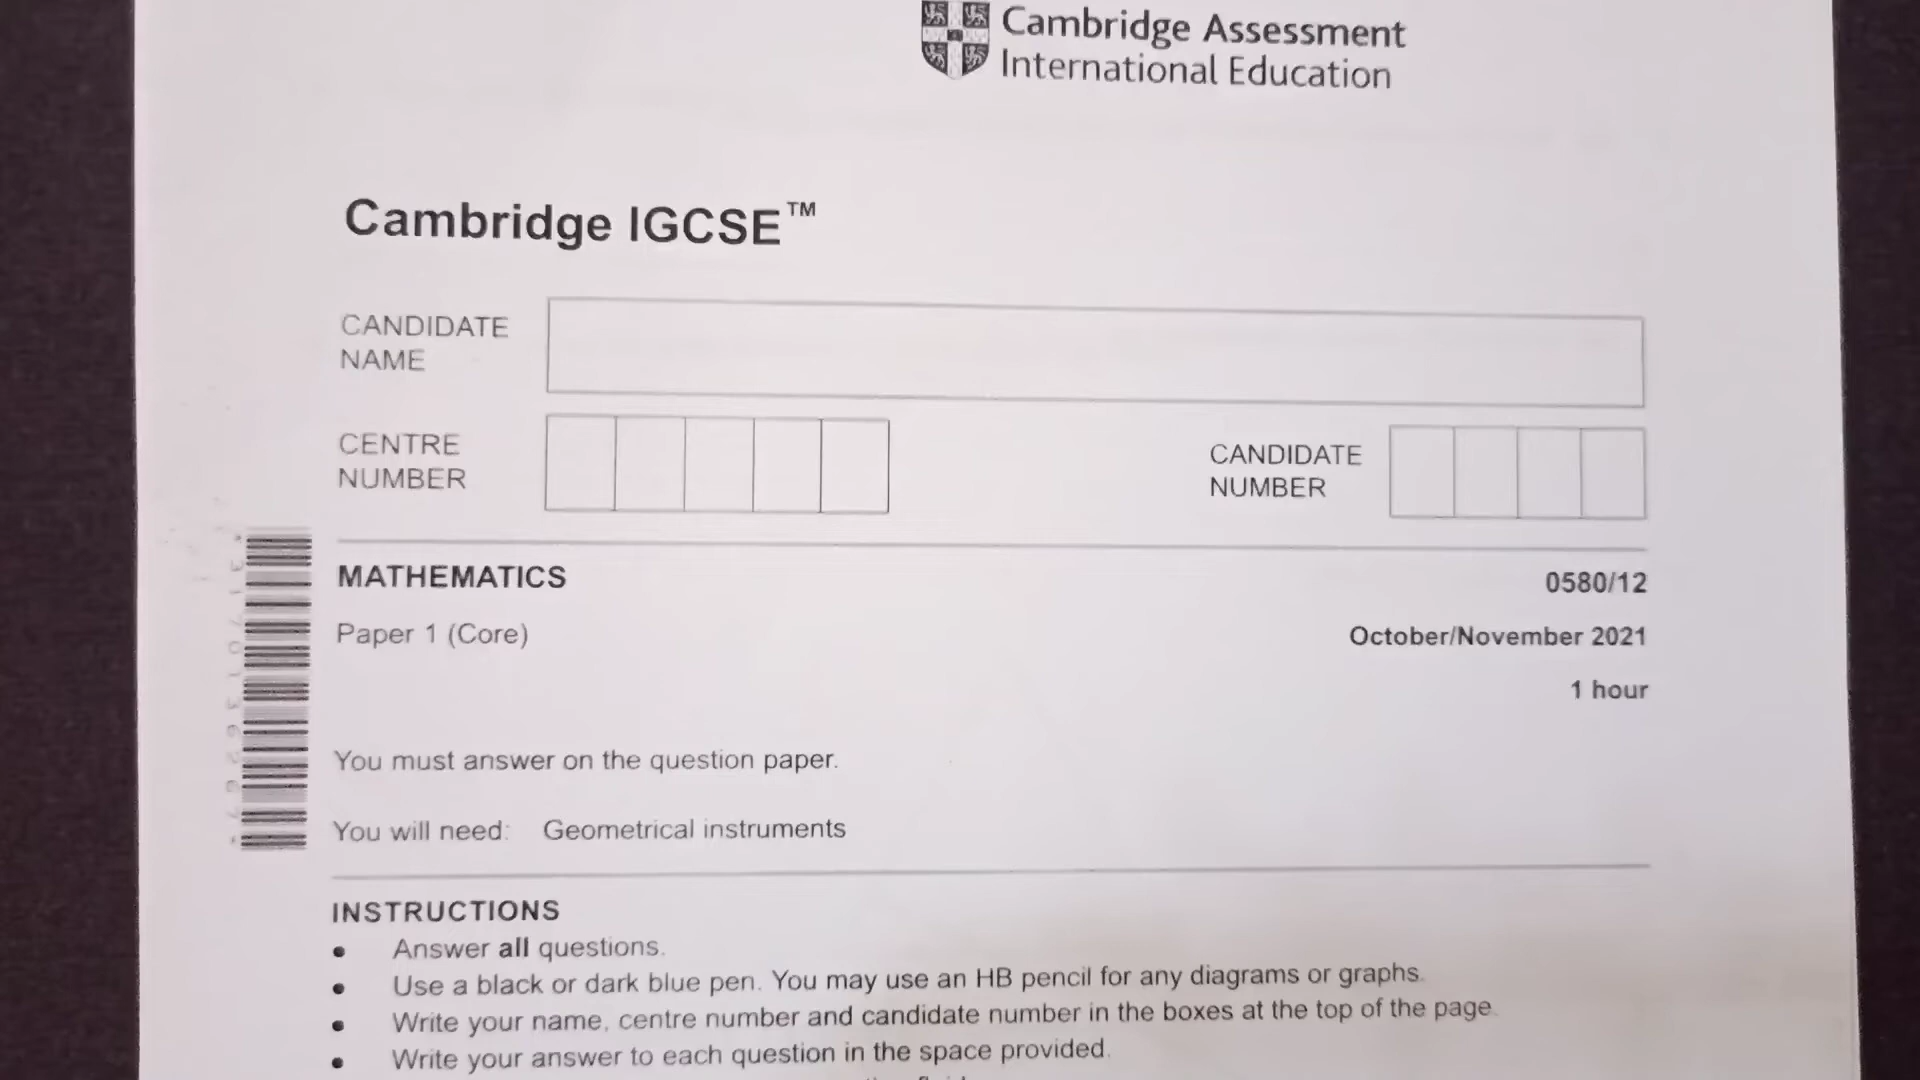 Cambridge Assessment
International Education
Cambridge IGCSE™
CANDIDATE
NAME
CENTRE
NUMBER
CANDIDATE
NUMBER
MATHEMATICS
0580/12
Paper 1 (Core)
October/November 2021
1 hour
You must answer on the question paper.
You will need: Geometrical instruments
INSTRUCTIONS
● Answer all questions.
● Use a black or dark blue pen. You may use an HB pencil for any diagrams or graphs.
● Write your name, centre number and candidate number in the boxes at the top of the page.
● Write your answer to each question in the space provided.